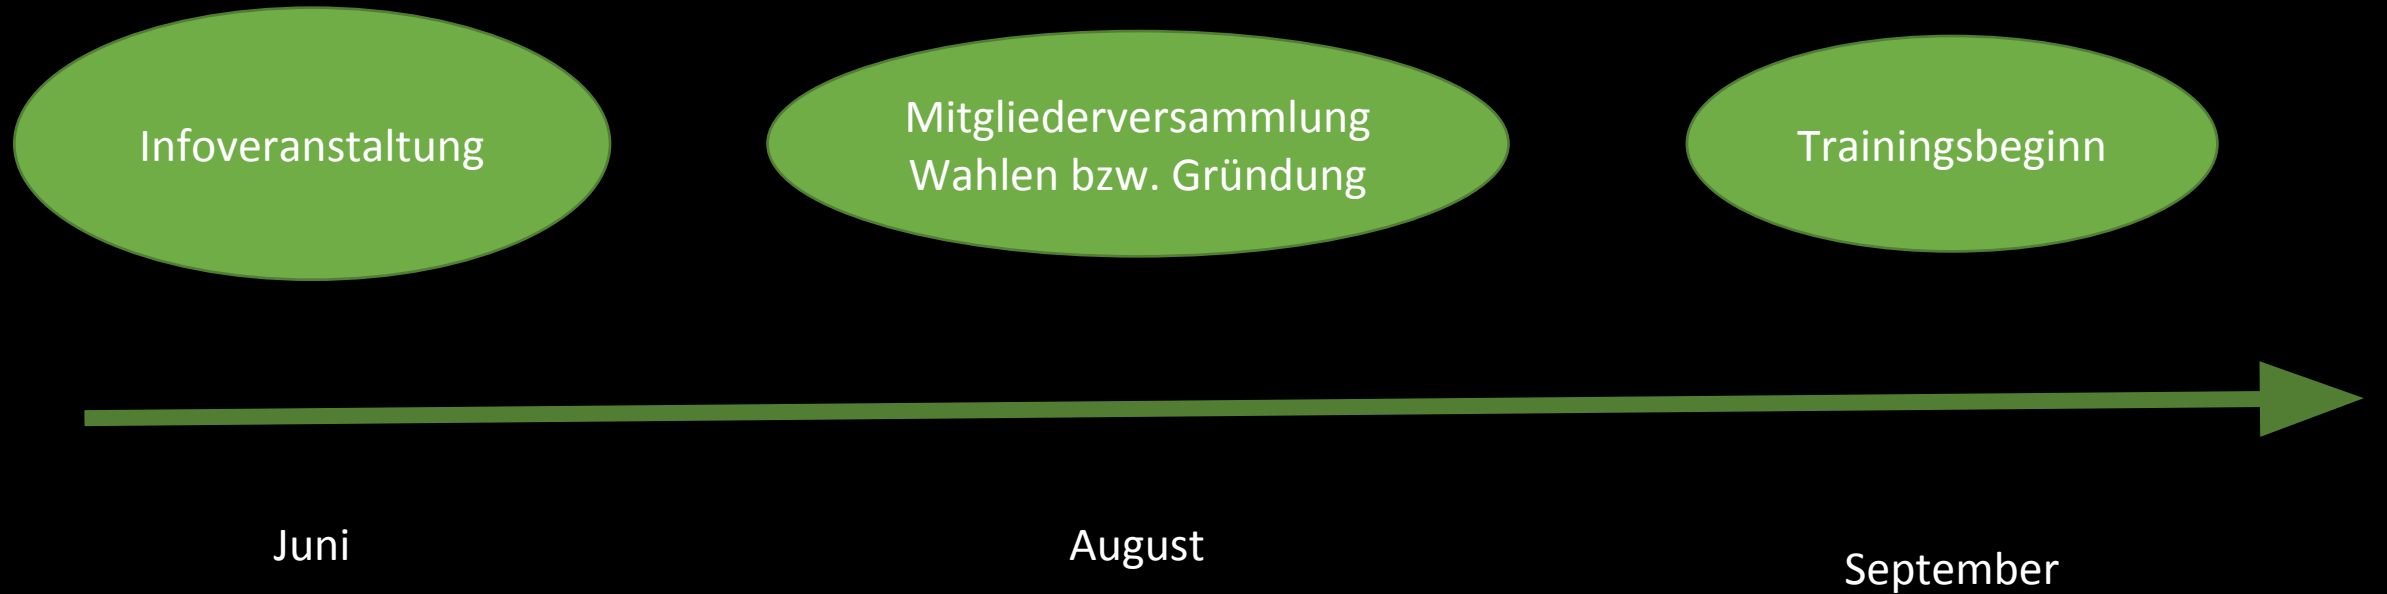 Infoveranstaltung
Mitgliederversammlung
Wahlen bzw. Gründung
Trainingsbeginn
Juni
August
September